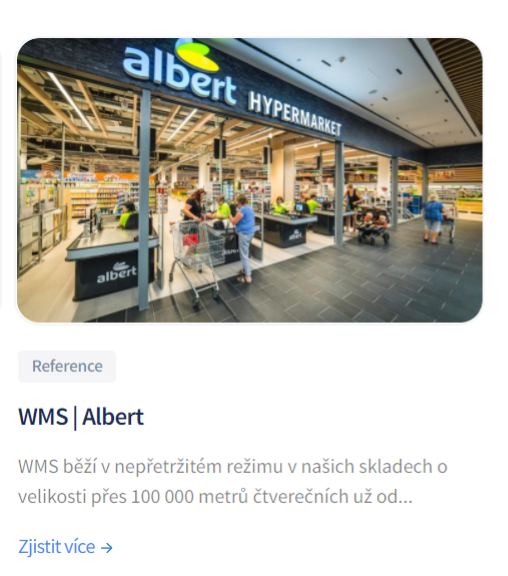 albert
HYPERMARKET
albert
albert
Reference
WMS | Albert
WMS běží v nepřetržitém režimu v našich skladech o
velikosti přes 100 000 metrů čtverečních už od...
Zjistit více →